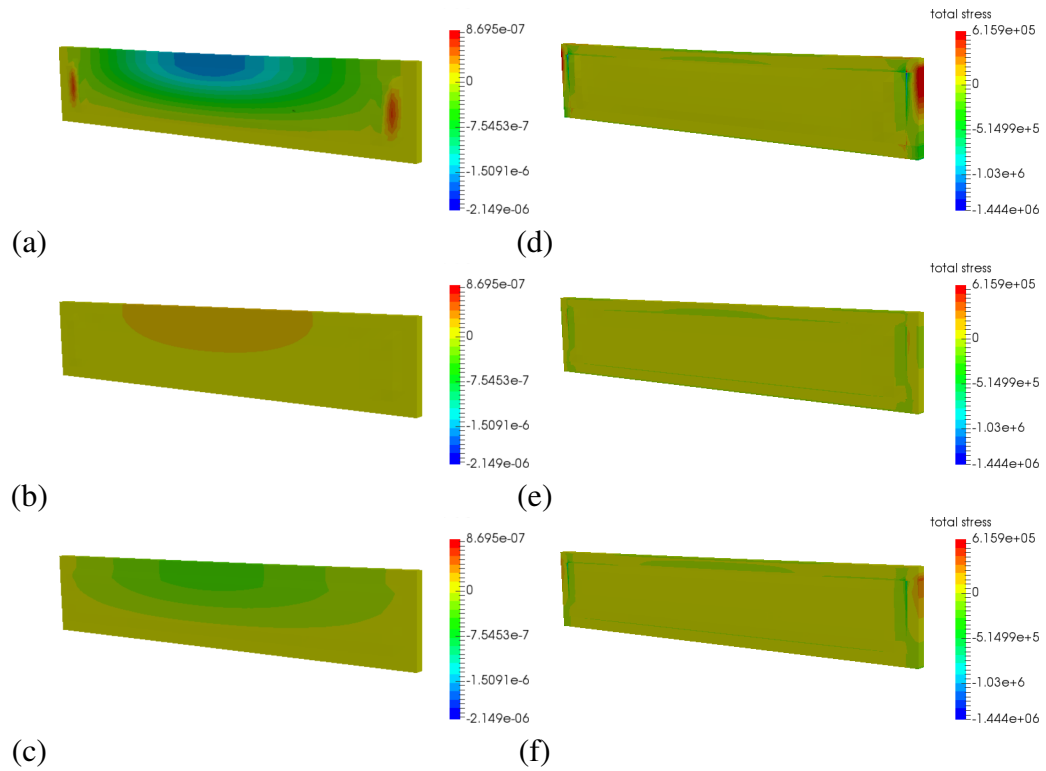 8.695e-07
0
-7.5453e-7
-1.5091e-6
-2.149e-06
(a)
total stress
6.159e+05
0
-5.1499e+5
-1.03e+6
-1.444e+06
(d)
8.695e-07
0
-7.5453e-7
-1.5091e-6
-2.149e-06
(b)
total stress
6.159e+05
0
-5.1499e+5
-1.03e+6
-1.444e+06
(e)
8.695e-07
0
-7.5453e-7
-1.5091e-6
-2.149e-06
(c)
total stress
6.159e+05
0
-5.1499e+5
-1.03e+6
-1.444e+06
(f)